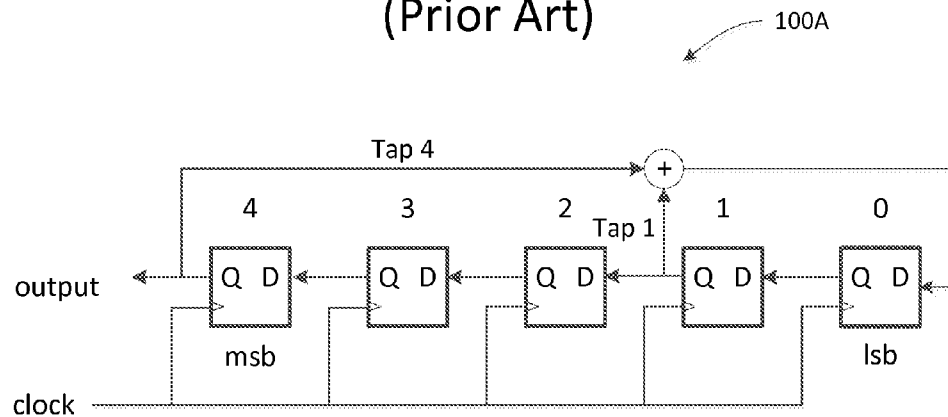 (Prior Art)
100A
Tap 4
+
4 3 2 1 0
Tap 1
Q D Q D Q D Q D Q D
output
msb lsb
clock